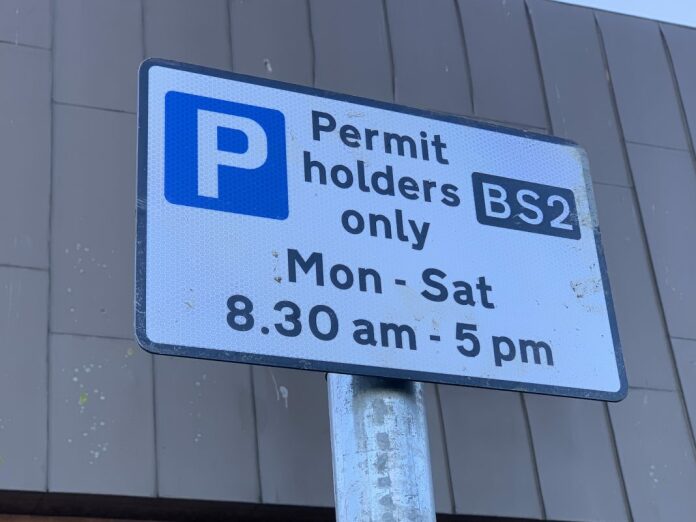 P
Permit
holders
only
BS2
Mon - Sat
8.30 am - 5 pm